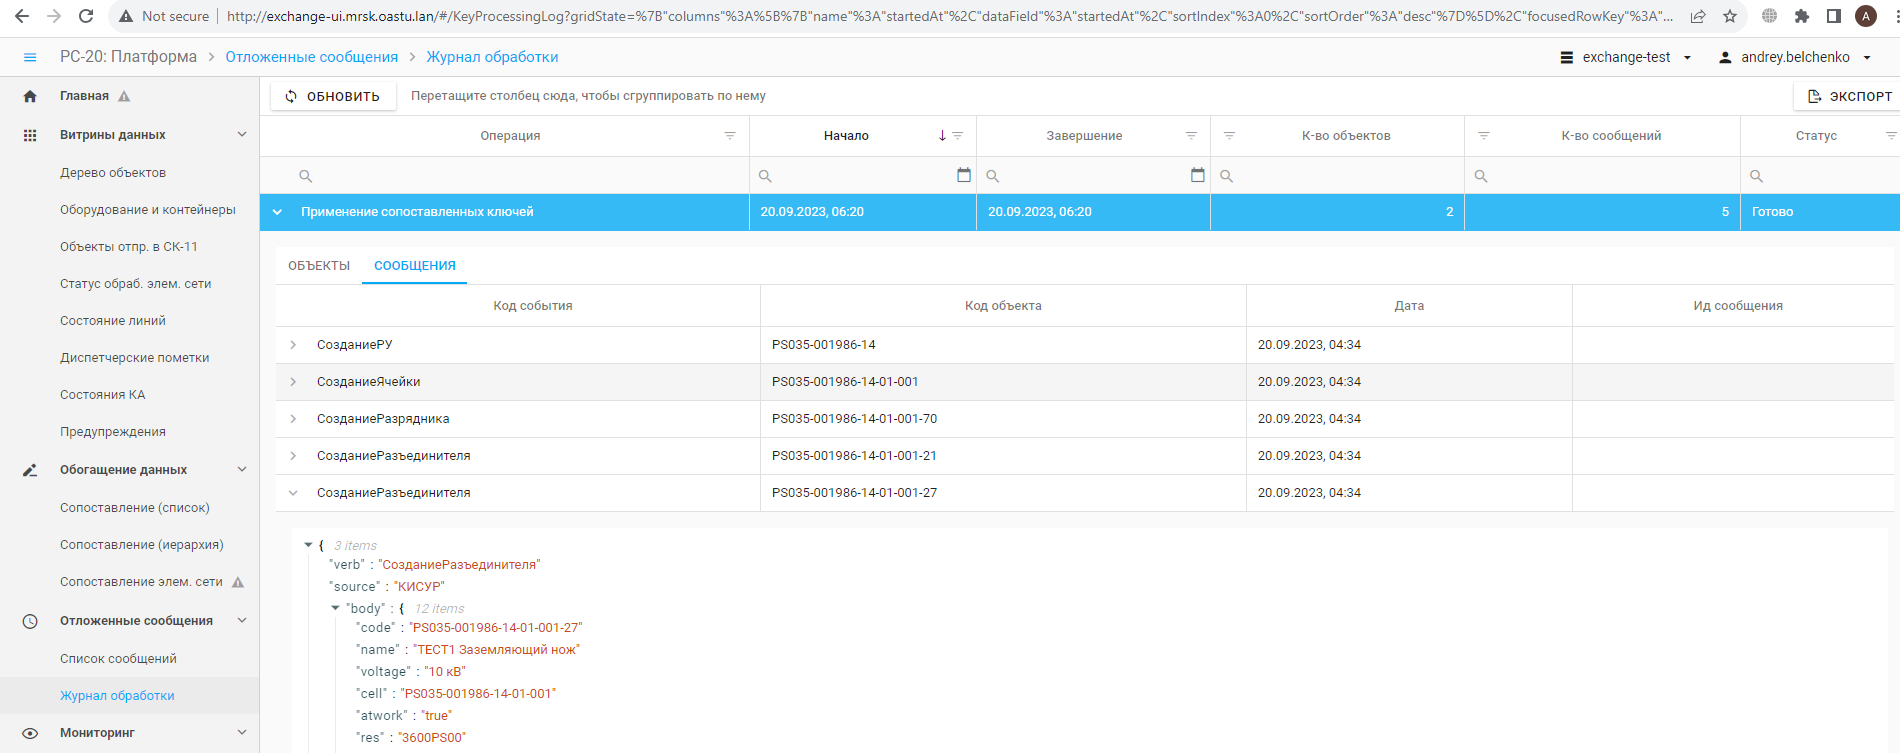 Not secure | http://exchange-ui.mrsk.oastu.lan/#/KeyProcessingLog?gridState=%7B"columns"%3A%5B%7B"name"%3A"startedAt"%2C"dataField"%3A"startedAt"%2C"sortIndex"%3A0%2C"sortOrder"%3A"desc"%7D%5D%2C"focusedRowKey"%3A"... A
РС-20: Платформа > Отложенные сообщения > Журнал обработки exchange-test andrey.belchenko
Главная
Витрины данных
Дерево объектов
Оборудование и контейнеры
Объекты отпр. в СК-11
Статус обраб. элем. сети
Состояние линий
Диспетчерские пометки
Состояния КА
Предупреждения
Обогащение данных
Сопоставление (список)
Сопоставление (иерархия)
Сопоставление элем. сети
Отложенные сообщения
Список сообщений
Журнал обработки
Мониторинг
ОБНОВИТЬ Перетащите столбец сюда, чтобы сгруппировать по нему ЭКСПОРТ
Операция Начало Завершение К-во объектов К-во сообщений Статус
Применение сопоставленных ключей 20.09.2023, 06:20 20.09.2023, 06:20 2 5 Готово
ОБЪЕКТЫ СООБЩЕНИЯ
Код события Код объекта Дата Ид сообщения
СозданиеРУ PS035-001986-14 20.09.2023, 04:34
СозданиеЯчейки PS035-001986-14-01-001 20.09.2023, 04:34
СозданиеРазрядника PS035-001986-14-01-001-70 20.09.2023, 04:34
СозданиеРазъединителя PS035-001986-14-01-001-21 20.09.2023, 04:34
СозданиеРазъединителя PS035-001986-14-01-001-27 20.09.2023, 04:34
{ 3 items
"verb" : "СозданиеРазъединителя"
"source" : "КИСУР"
"body" : { 12 items
"code" : "PS035-001986-14-01-001-27"
"name" : "ТЕСТ1 Заземляющий нож"
"voltage" : "10 кВ"
"cell" : "PS035-001986-14-01-001"
"atwork" : "true"
"res" : "3600PS00"